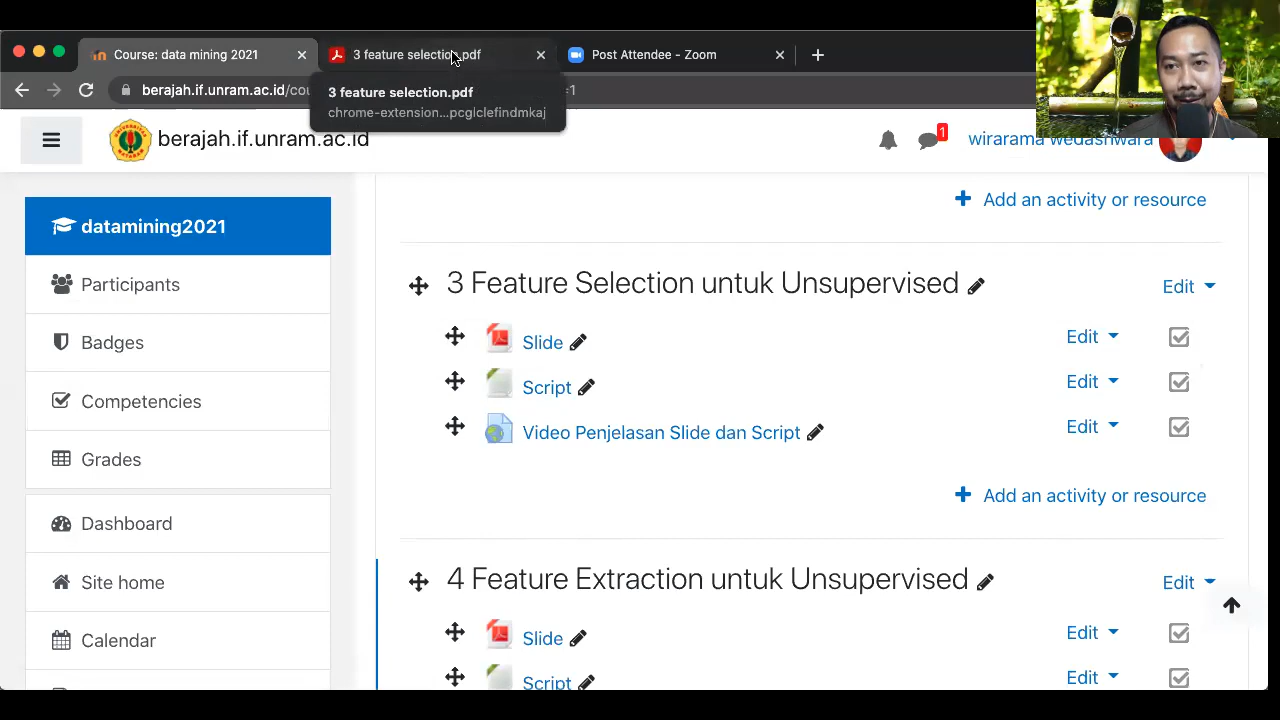 Course: data mining 2021
3 feature selection.pdf
Post Attendee - Zoom
berajah.if.unram.ac.id/cou
=1
3 feature selection.pdf
chrome-extension...pcglclefindmkaj
berajah.if.unram.ac.id
1
wirarama wedashwara
datamining2021
Participants
Badges
Competencies
Grades
Dashboard
Site home
Calendar
Add an activity or resource
3 Feature Selection untuk Unsupervised
Edit
Slide
Edit
Script
Edit
Video Penjelasan Slide dan Script
Edit
Add an activity or resource
4 Feature Extraction untuk Unsupervised
Edit
Slide
Edit
Script
Edit